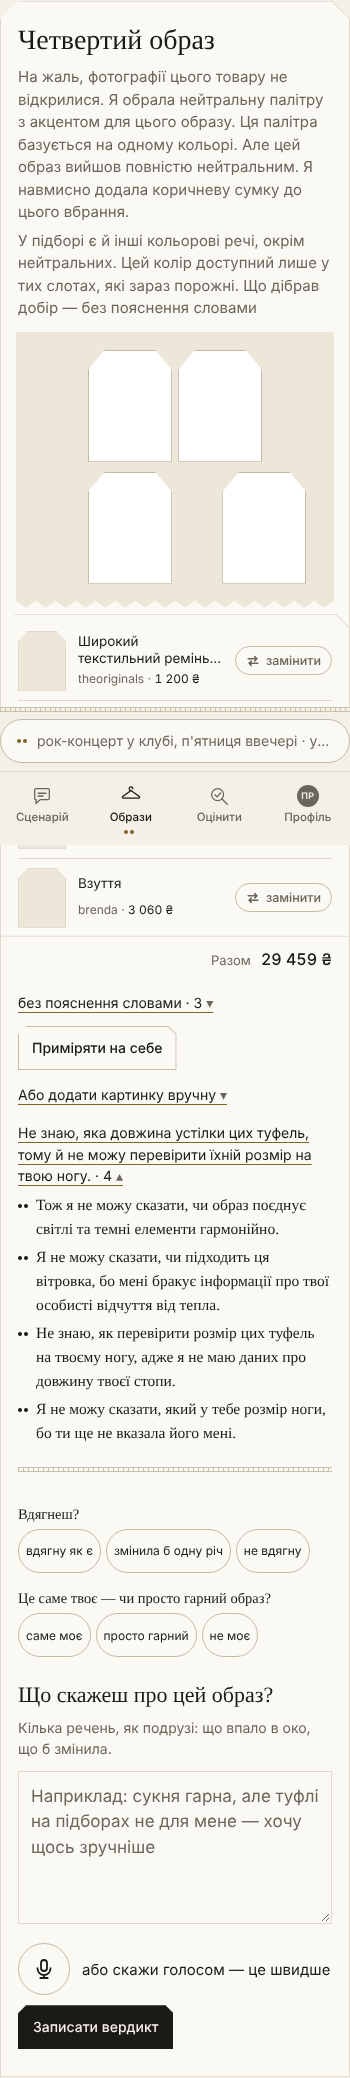 Четвертий образ
На жаль, фотографії цього товару не
відкрилися. Я обрала нейтральну палітру
з акцентом для цього образу. Ця палітра
базується на одному кольорі. Але цей
образ вийшов повністю нейтральним. Я
навмисно додала коричневу сумку до
цього вбрання.
У підборі є й інші кольорові речі, окрім
нейтральних. Цей колір доступний лише у
тих слотах, які зараз порожні. Що дібрав
добір — без пояснення словами
Широкий
текстильний ремінь...
theoriginals · 1 200 ₴
замінити
рок-концерт у клубі, п'ятниця ввечері · у...
Сценарій
Образи
Оцінити
ПР
Профіль
Взуття
brenda · 3 060 ₴
замінити
Разом 29 459 ₴
без пояснення словами · 3 ▾
Приміряти на себе
Або додати картинку вручну ▾
Не знаю, яка довжина устілки цих туфель,
тому й не можу перевірити їхній розмір на
твою ногу. · 4 ▴
Тож я не можу сказати, чи образ поєднує
світлі та темні елементи гармонійно.
Я не можу сказати, чи підходить ця
вітровка, бо мені бракує інформації про твої
особисті відчуття від тепла.
Не знаю, як перевірити розмір цих туфель
на твоєму ногу, адже я не маю даних про
довжину твоєї стопи.
Я не можу сказати, який у тебе розмір ноги,
бо ти ще не вказала його мені.
Вдягнеш?
вдягну як є
змінила б одну річ
не вдягну
Це саме твоє — чи просто гарний образ?
саме моє
просто гарний
не моє
Що скажеш про цей образ?
Кілька речень, як подрузі: що впало в око,
що б змінила.
Наприклад: сукня гарна, але туфлі
на підборах не для мене — хочу
щось зручніше
або скажи голосом — це швидше
Записати вердикт